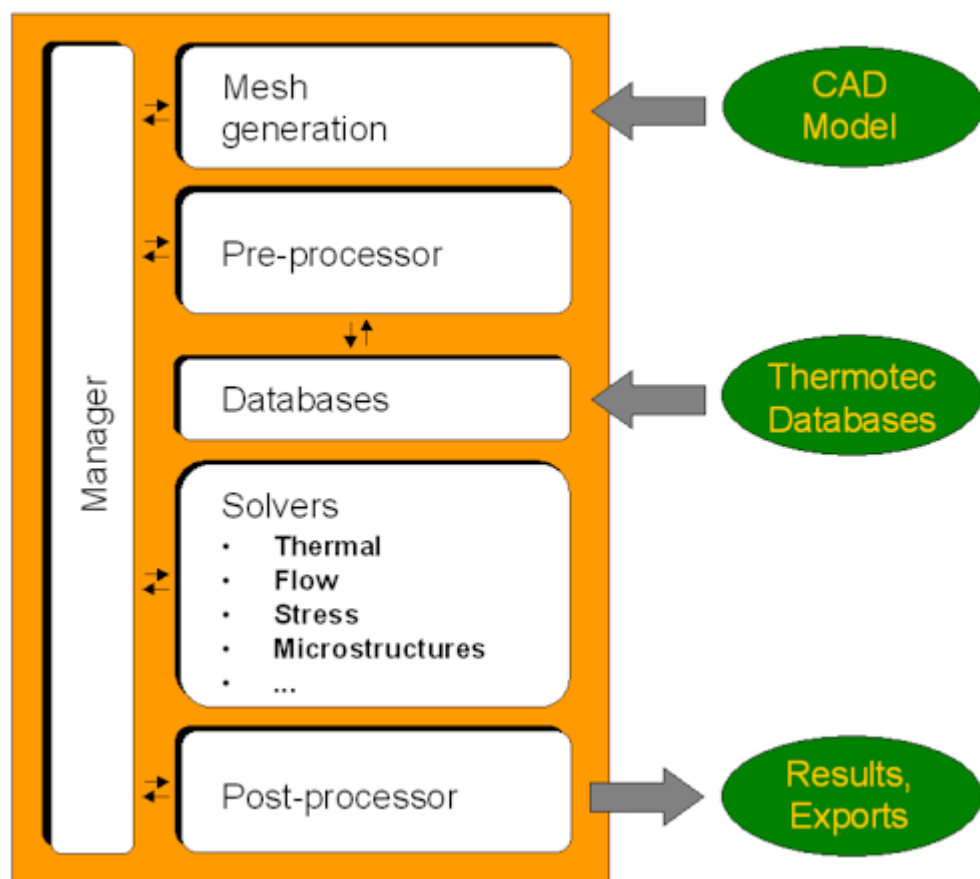 Manager
Mesh
generation
Pre-processor
Databases
Solvers
• Thermal
• Flow
• Stress
• Microstructures
• ...
Post-processor
CAD
Model
Thermotec
Databases
Results,
Exports